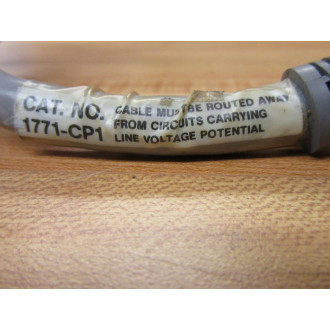 CAT. NO.
1771-CP1
CABLE MUST BE ROUTED AWAY
FROM CIRCUITS CARRYING
LINE VOLTAGE POTENTIAL